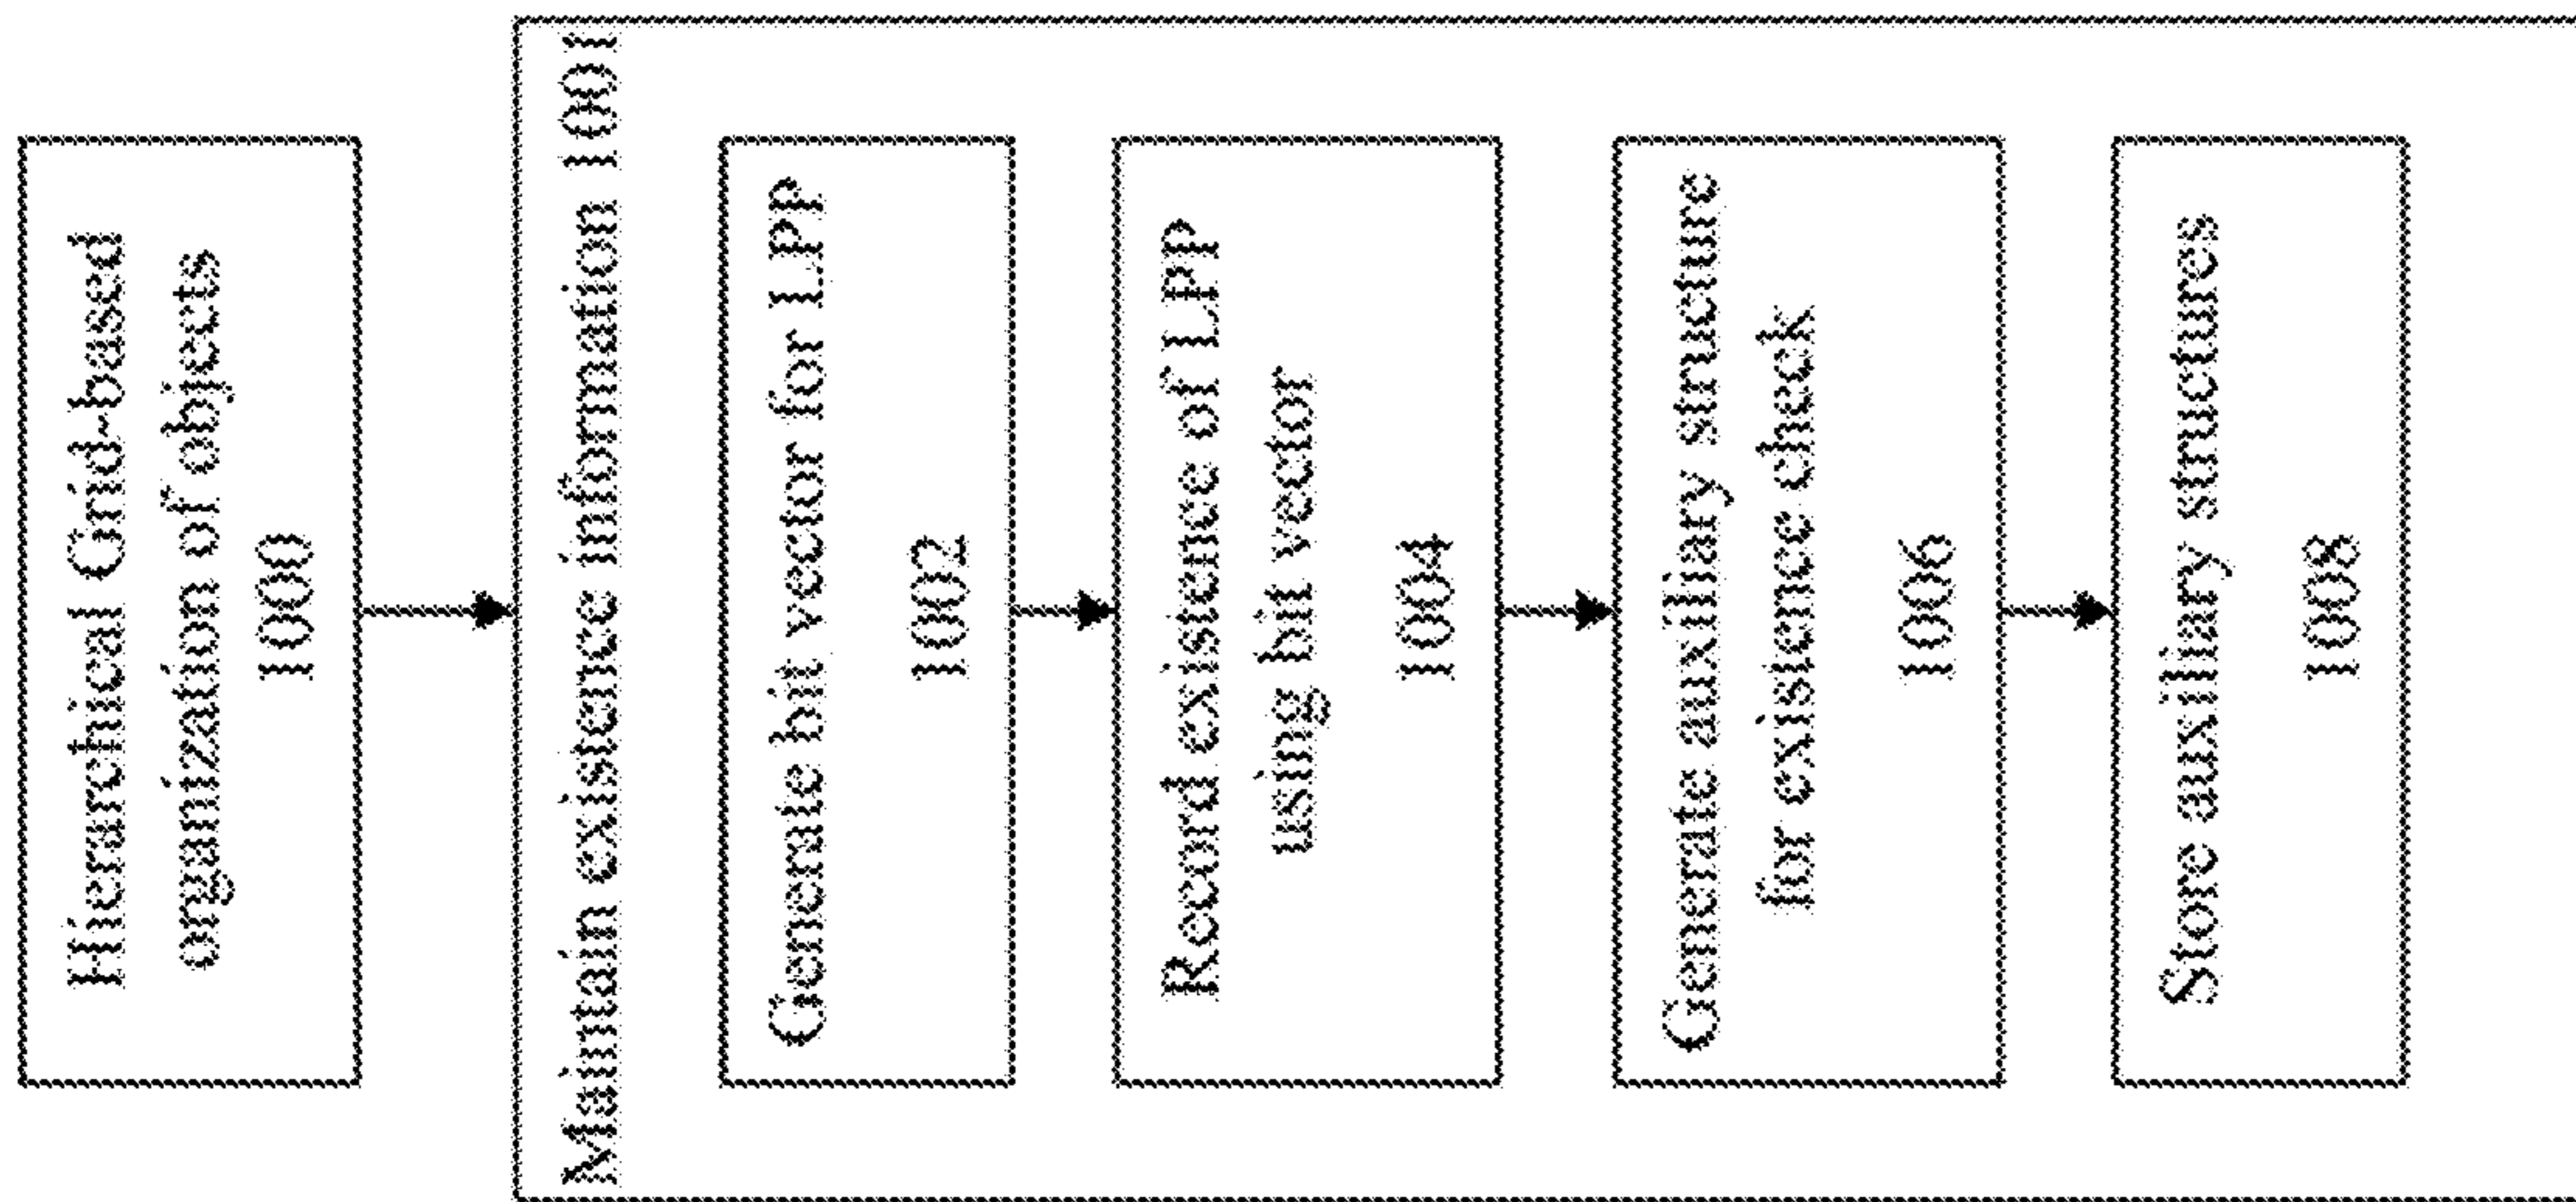 Hierarchical Grid-based
organization of objects
1000
Maintain existence information 1001
Generate bit vector for LPP
1002
Record existence of LPP
using bit vector
1004
Generate auxiliary structure
for existence check
1006
Store auxiliary structures
1008